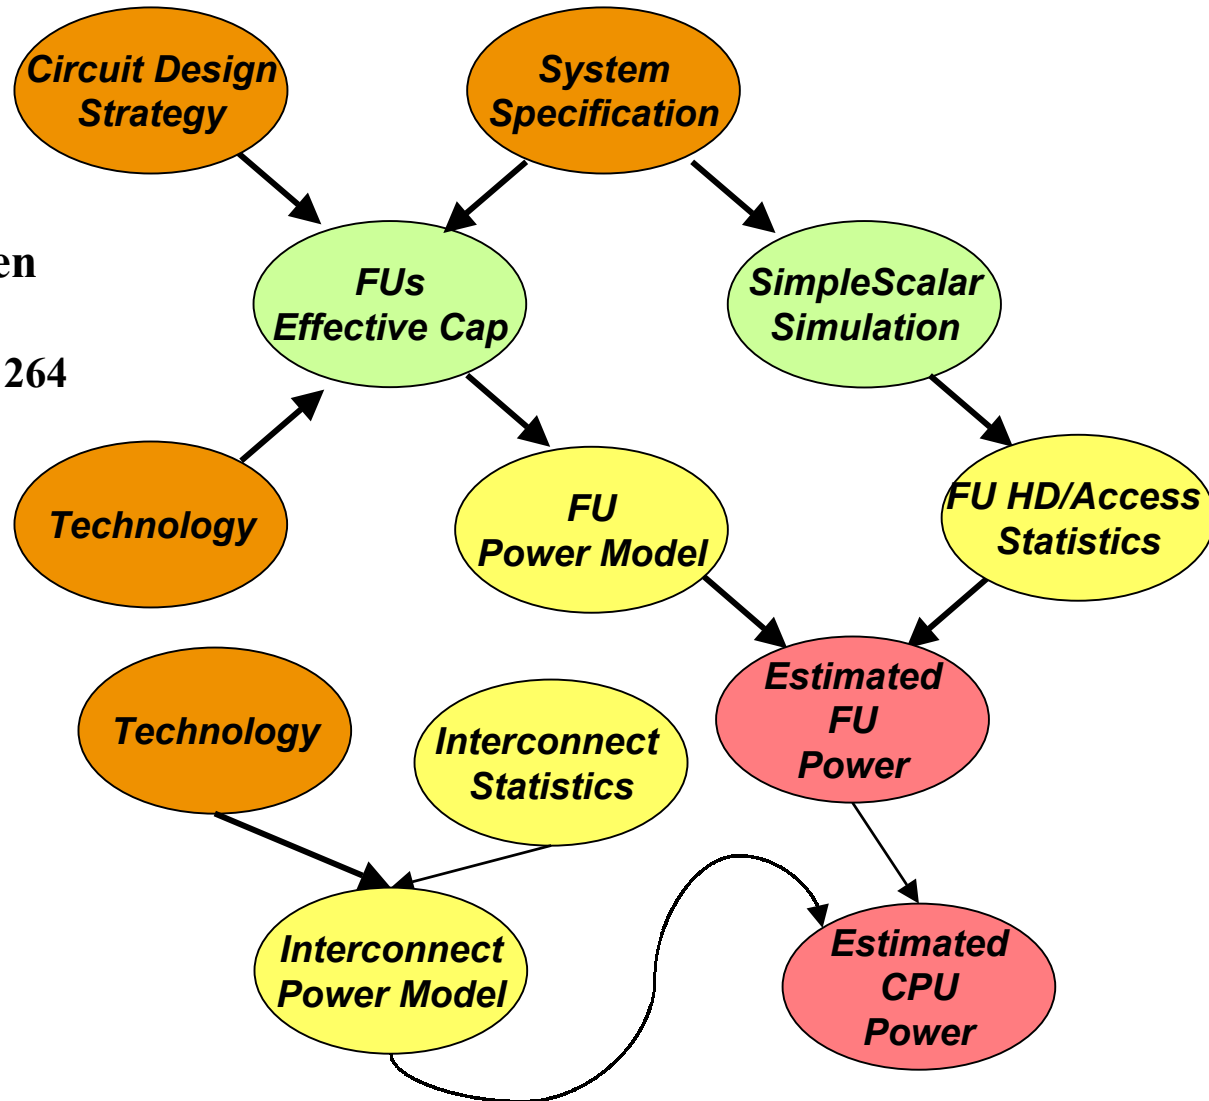 Circuit Design
Strategy
System
Specification
en
FUs
Effective Cap
SimpleScalar
Simulation
264
Technology
FU
Power Model
FU HD/Access
Statistics
Technology
Interconnect
Statistics
Estimated
FU
Power
Interconnect
Power Model
Estimated
CPU
Power